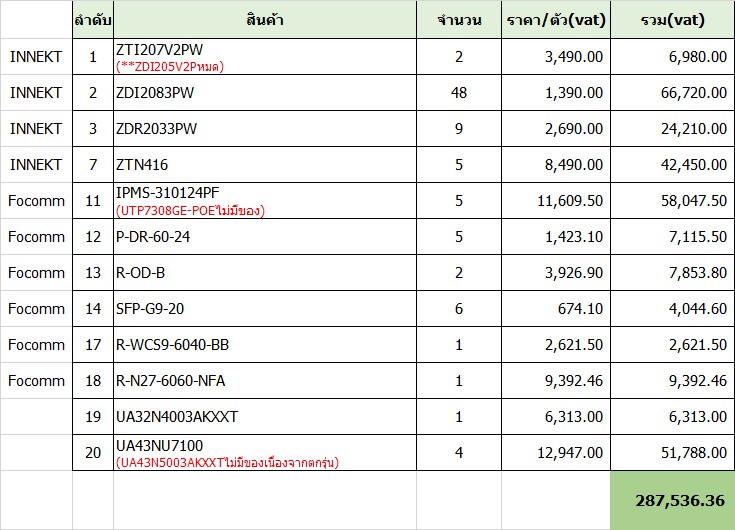 ลำดับ สินค้า จำนวน ราคา/ตัว(vat) รวม(vat)
INNEKT 1 ZTI207V2PW 2 3,490.00 6,980.00
(**ZDI205V2Pหมด)
INNEKT 2 ZDI2083PW 48 1,390.00 66,720.00
INNEKT 3 ZDR2033PW 9 2,690.00 24,210.00
INNEKT 7 ZTN416 5 8,490.00 42,450.00
Focomm 11 IPMS-310124PF 5 11,609.50 58,047.50
(UTP7308GE-POEไม่มีของ)
Focomm 12 P-DR-60-24 5 1,423.10 7,115.50
Focomm 13 R-OD-B 2 3,926.90 7,853.80
Focomm 14 SFP-G9-20 6 674.10 4,044.60
Focomm 17 R-WCS9-6040-BB 1 2,621.50 2,621.50
Focomm 18 R-N27-6060-NFA 1 9,392.46 9,392.46
19 UA32N4003AKXXT 1 6,313.00 6,313.00
20 UA43NU7100 4 12,947.00 51,788.00
(UA43N5003AKXXTไม่มีของเนื่องจากตกรุ่น)
287,536.36